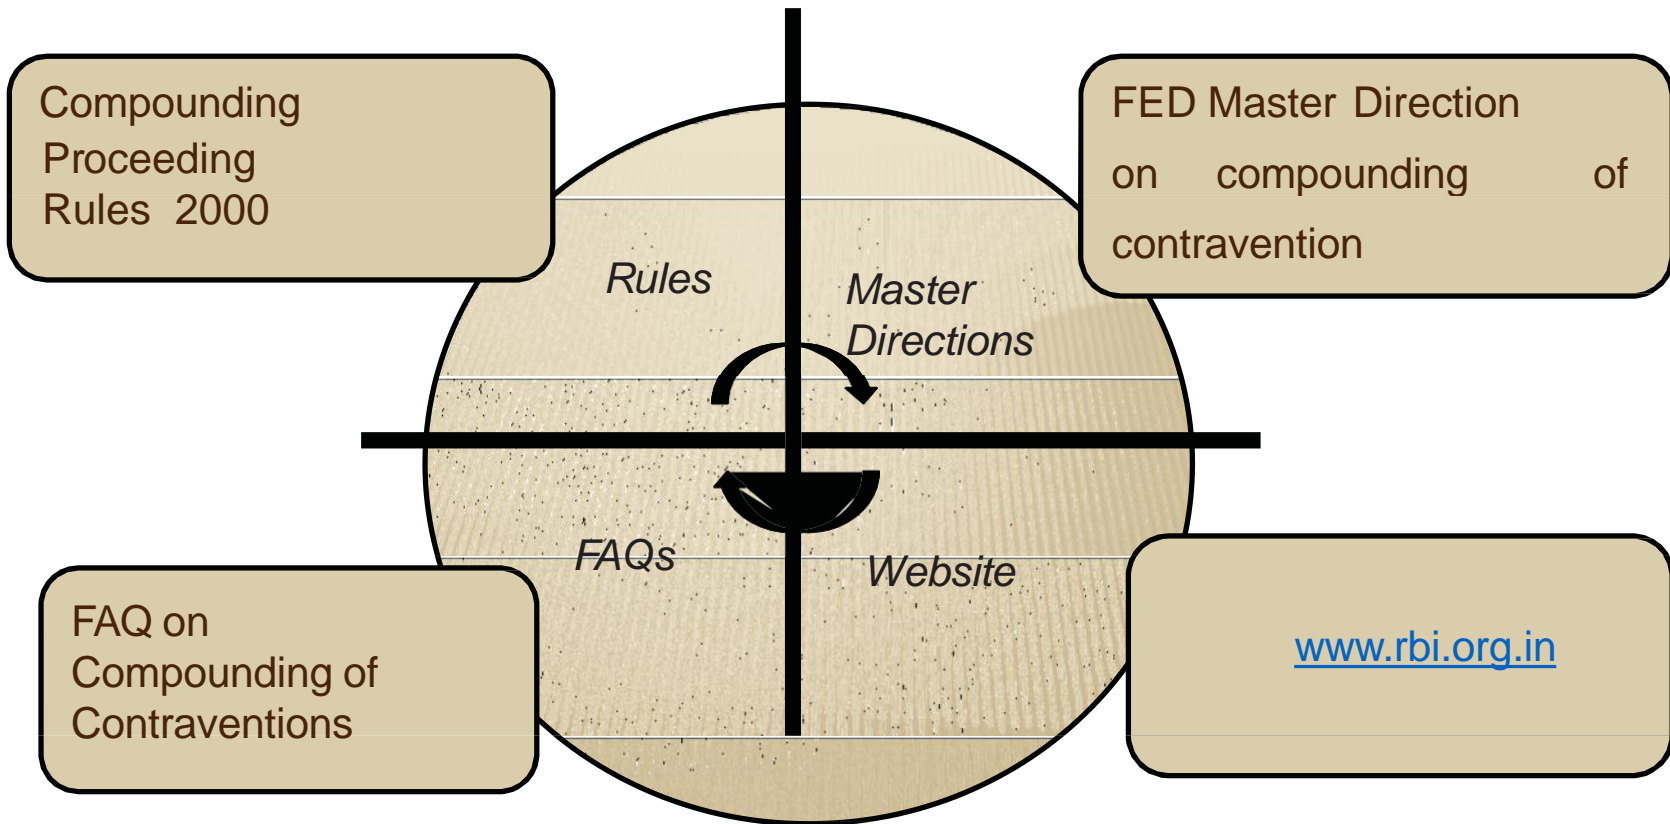 Compounding
Proceeding
Rules 2000
FED Master Direction
on compounding of
contravention
Rules
Master
Directions
FAQs
Website
FAQ on
Compounding of
Contraventions
www.rbi.org.in